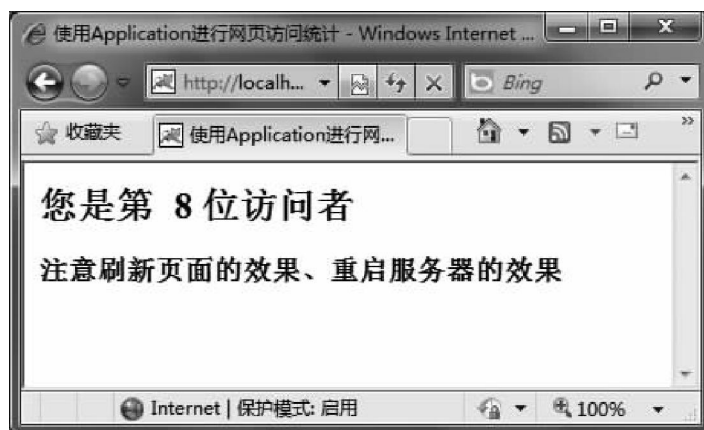 使用Application进行网页访问统计 - Windows Internet ...
http://localh...
Bing
收藏夹
使用Application进行网...
您是第 8 位访问者
注意刷新页面的效果、重启服务器的效果
Internet | 保护模式: 启用
100%